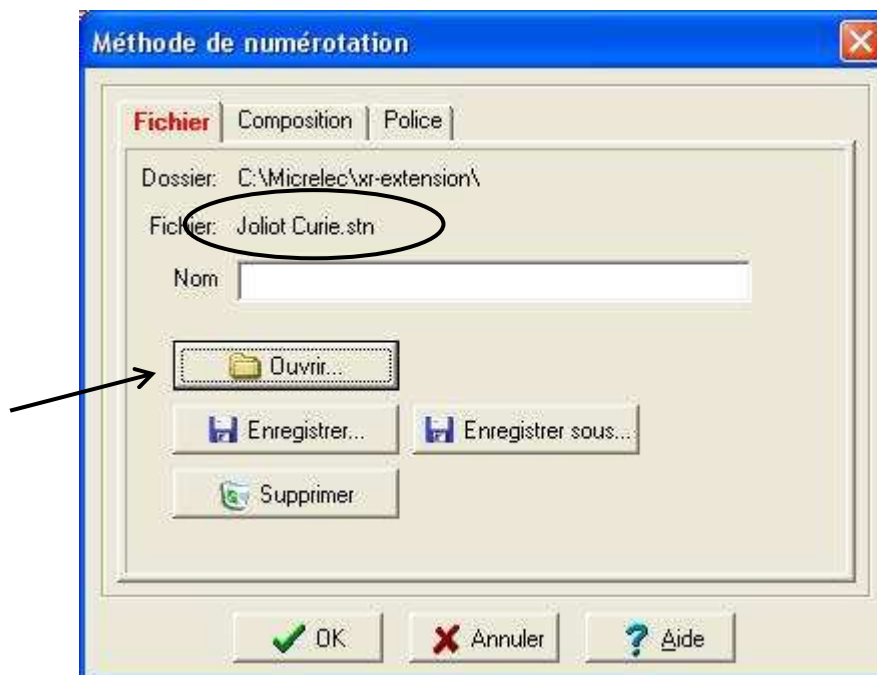 Méthode de numérotation
Fichier Composition Police
Dossier: C:\Micrelec\xr-extension\
Fichier: Joliot Curie.stn
Nom
Ouvrir...
Enregistrer... Enregistrer sous...
Supprimer
OK Annuler Aide